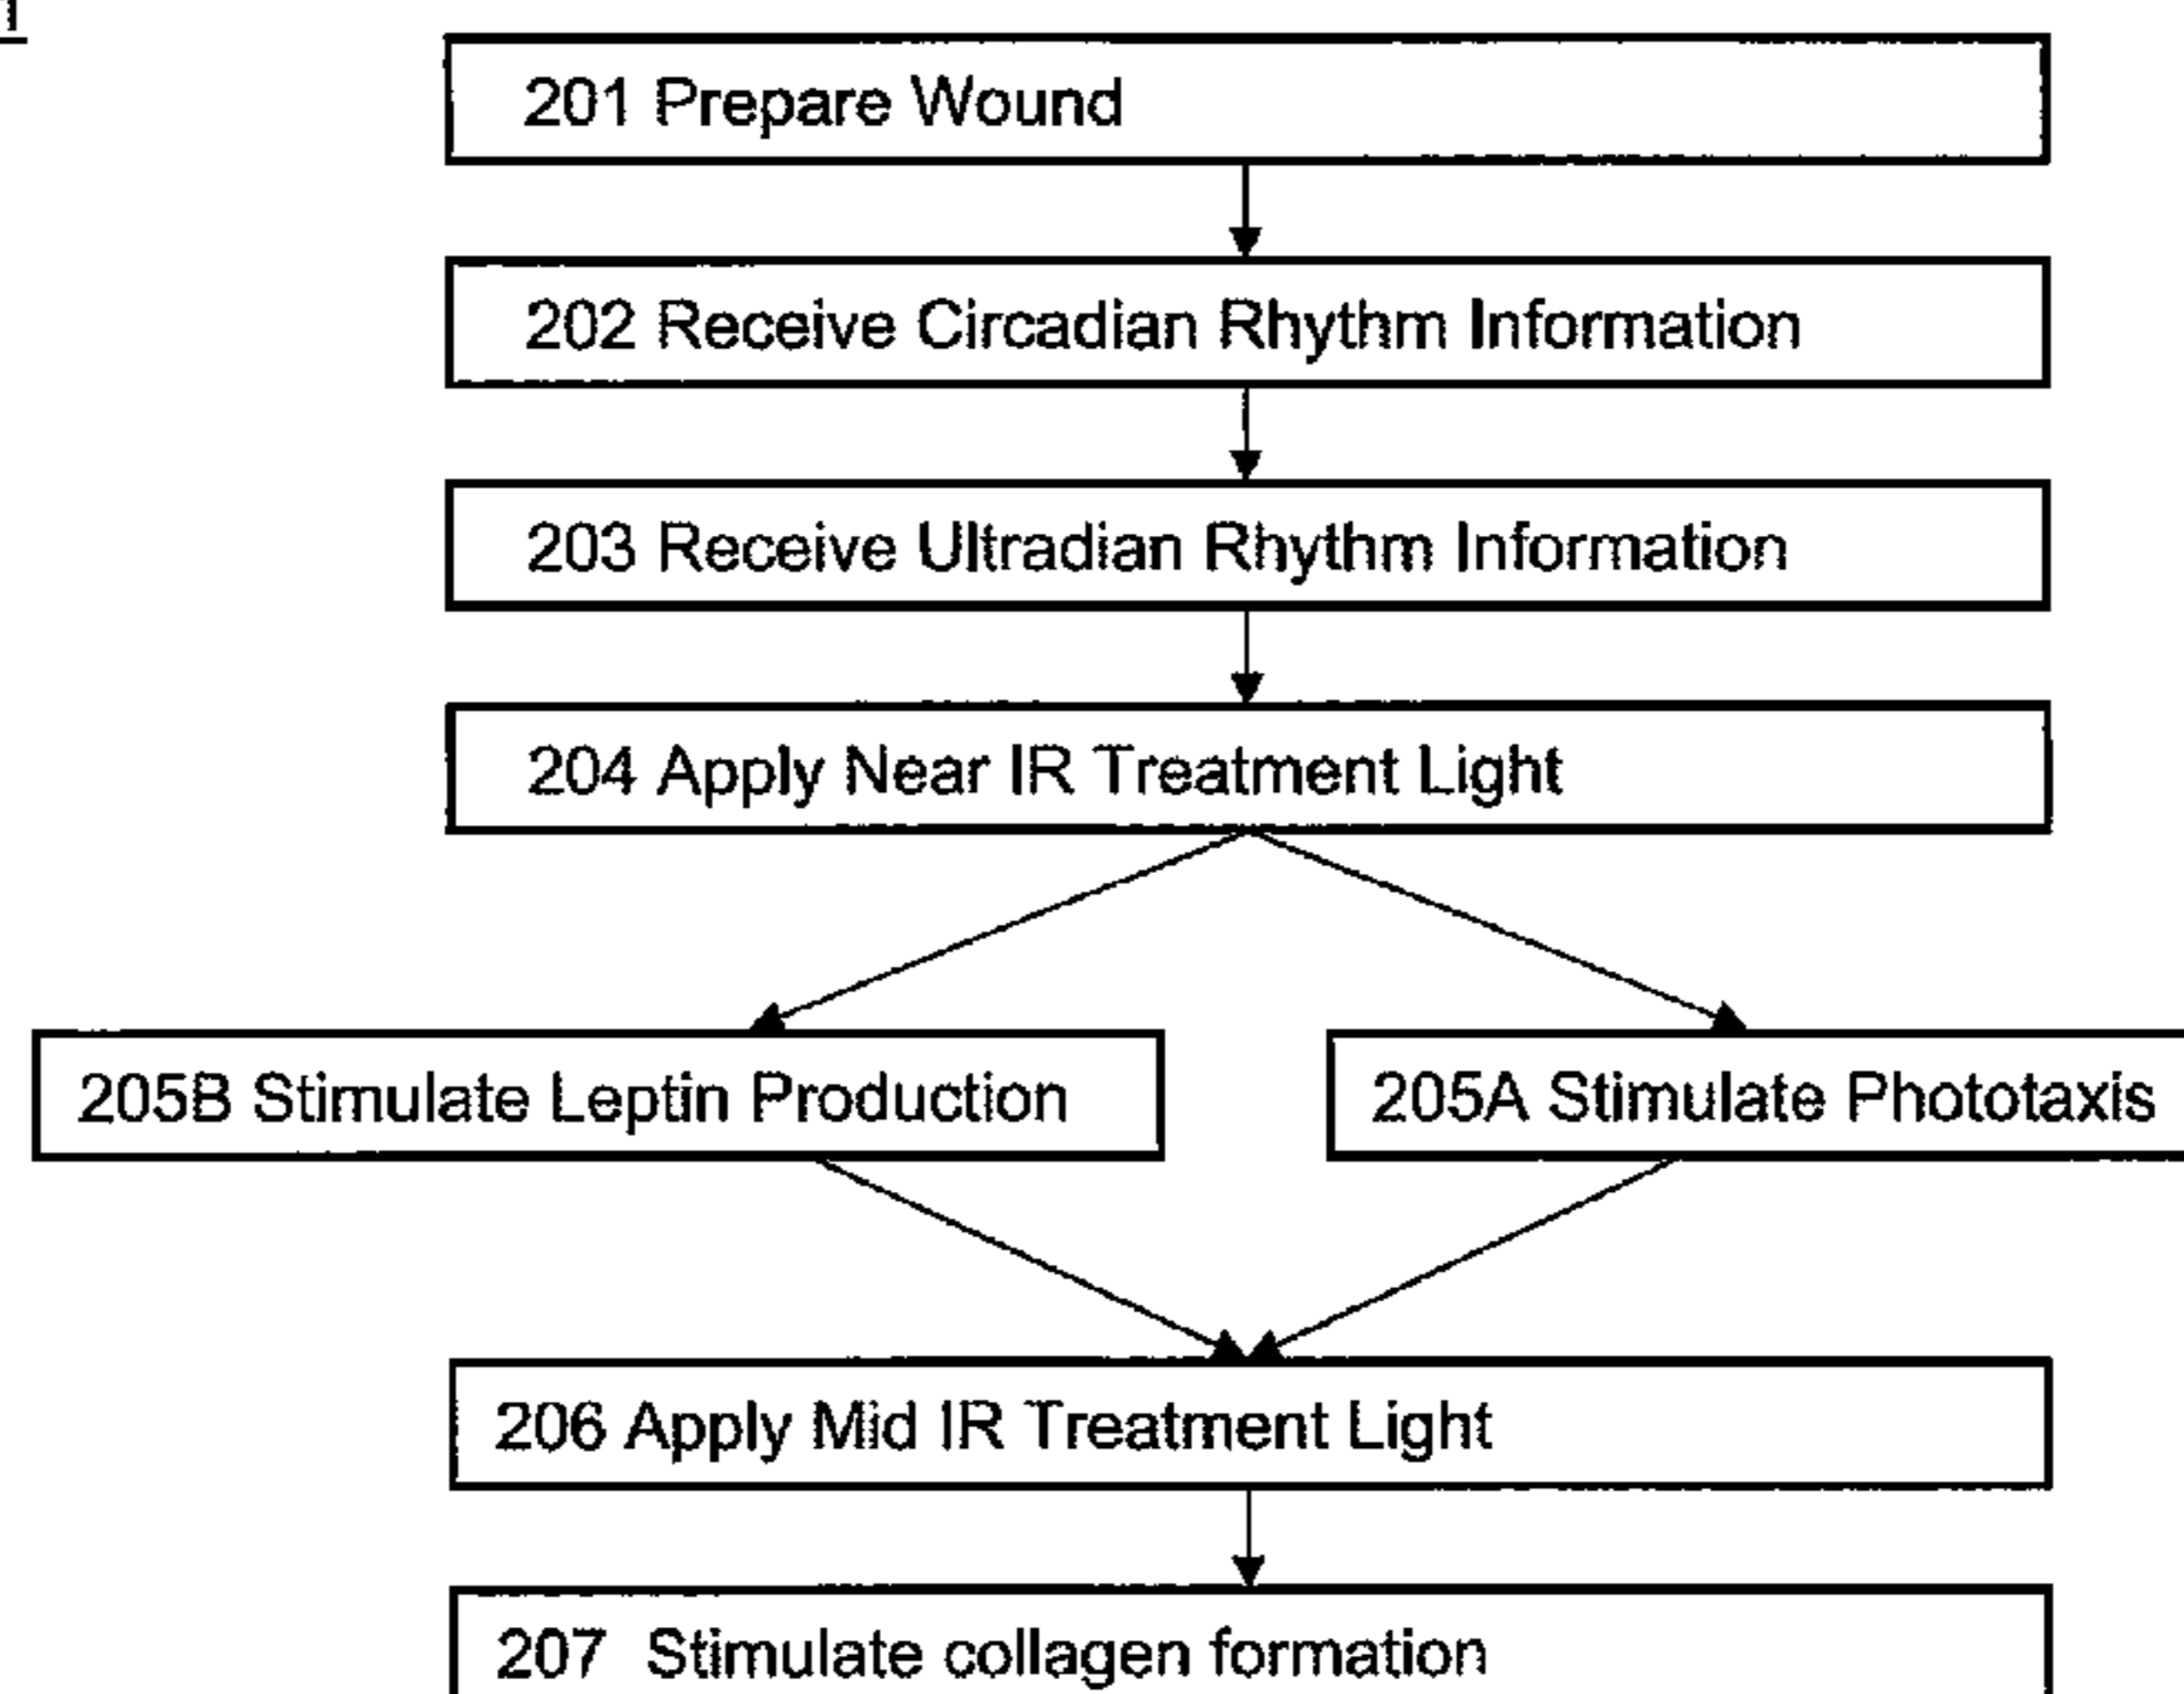 201 Prepare Wound
202 Receive Circadian Rhythm Information
203 Receive Ultradian Rhythm Information
204 Apply Near IR Treatment Light
205B Stimulate Leptin Production
205A Stimulate Phototaxis
206 Apply Mid IR Treatment Light
207 Stimulate collagen formation